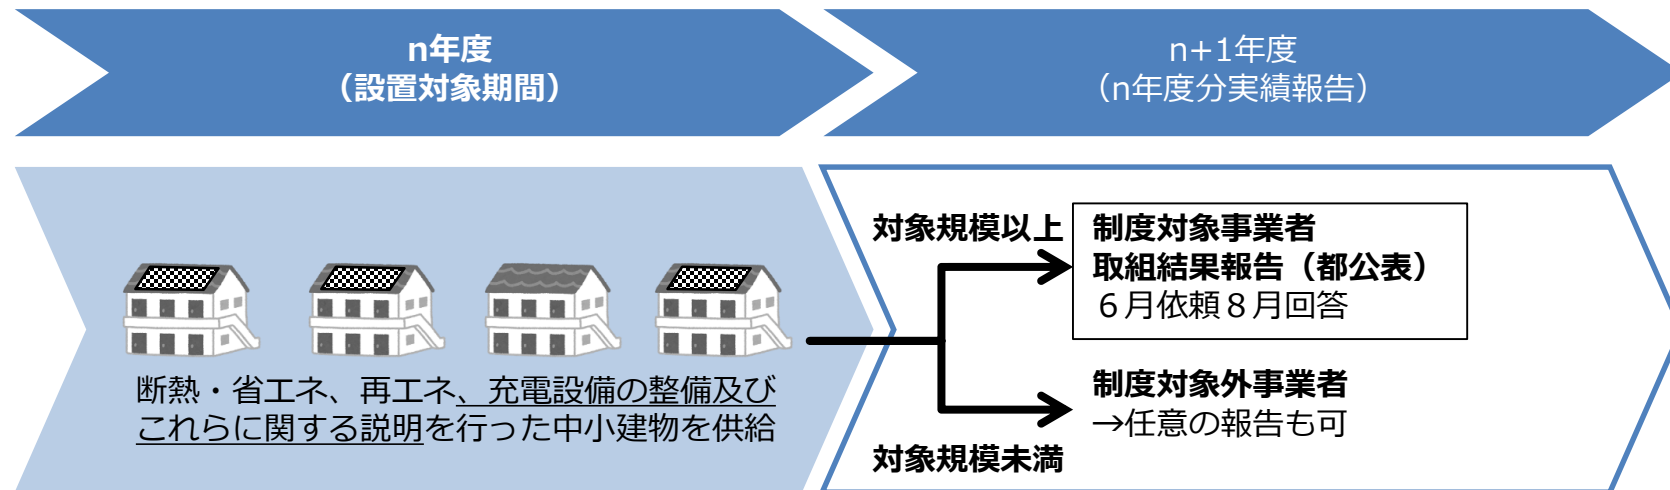 n年度
（設置対象期間）
n+1年度
（n年度分実績報告）
断熱・省エネ、再エネ、充電設備の整備及び
これらに関する説明を行った中小建物を供給
対象規模以上
制度対象事業者
取組結果報告（都公表）
６月依頼８月回答
制度対象外事業者
→任意の報告も可
対象規模未満